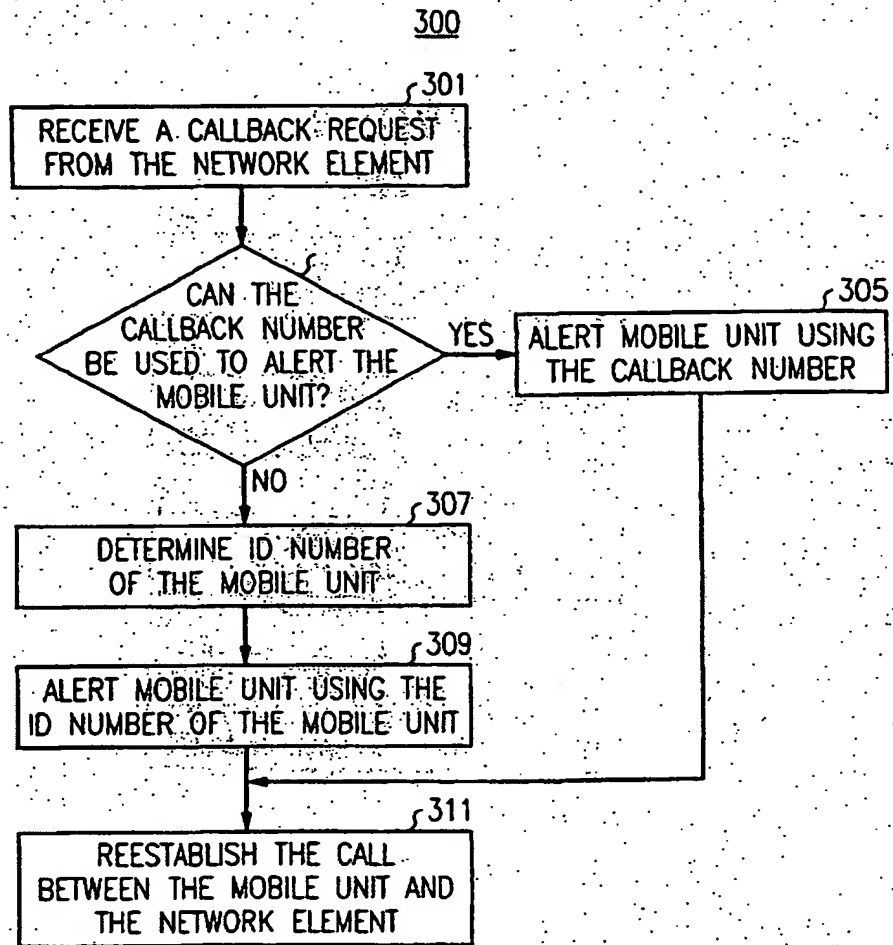 300
301
RECEIVE A CALLBACK REQUEST
FROM THE NETWORK ELEMENT
CAN THE
CALLBACK NUMBER
BE USED TO ALERT THE
MOBILE UNIT?
YES
305
ALERT MOBILE UNIT USING
THE CALLBACK NUMBER
NO
307
DETERMINE ID NUMBER
OF THE MOBILE UNIT
309
ALERT MOBILE UNIT USING THE
ID NUMBER OF THE MOBILE UNIT
311
REESTABLISH THE CALL
BETWEEN THE MOBILE UNIT AND
THE NETWORK ELEMENT